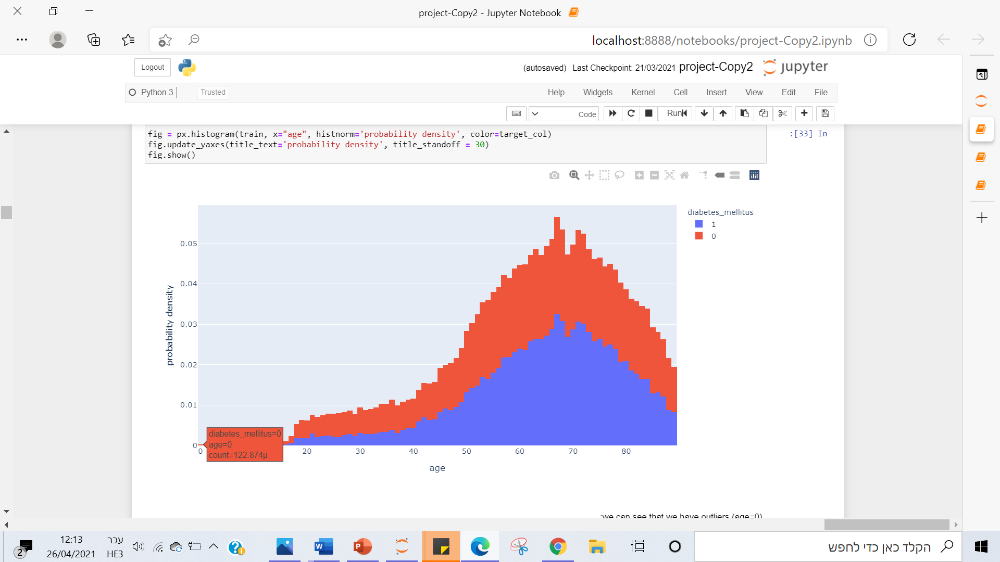 project-Copy2 - Jupyter Notebook
localhost:8888/notebooks/project-Copy2.ipynb
Logout
(autosaved) Last Checkpoint: 21/03/2021 project-Copy2 jupyter
Python 3 Trusted Help Widgets Kernel Cell Insert View Edit File
Code Run
fig = px.histogram(train, x="age", histnorm='probability density', color=target_col)
fig.update_yaxes(title_text='probability density', title_standoff = 30)
fig.show()
:[33] In
diabetes_mellitus
1
0
probability density
0.05
0.04
0.03
0.02
0.01
0
diabetes_mellitus=0
age=0
count=122.874μ
0 20 30 40 50 60 70 80
age
:we can see that we have outliers (age=0)
2
12:13
26/04/2021
עבר
HE3
הקלד כאן כדי לחפש